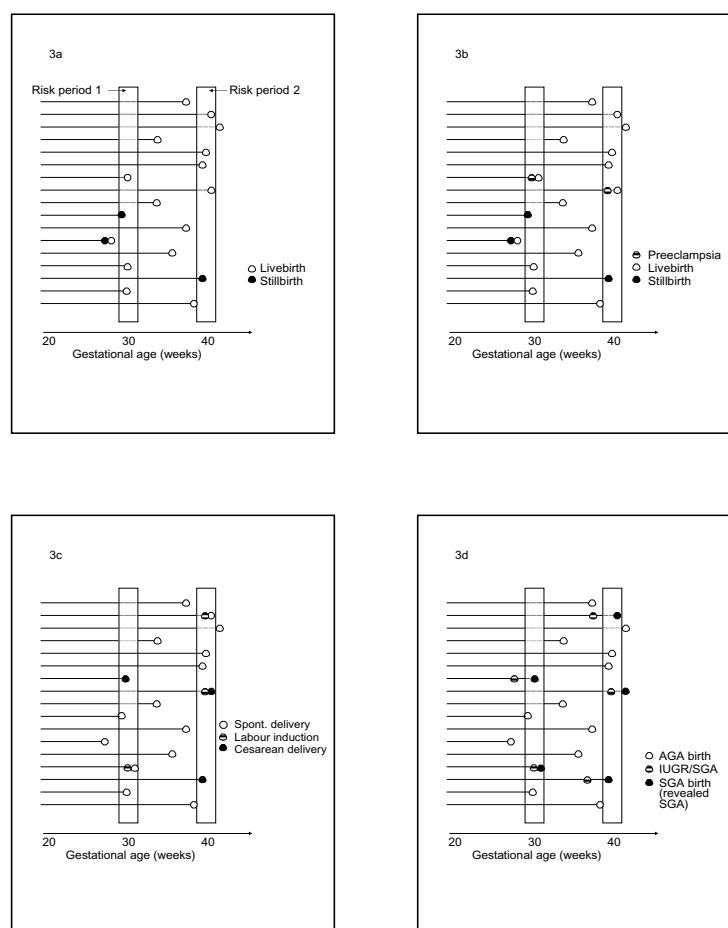 3a
Risk period 1
Risk period 2
Livebirth
Stillbirth
20 30 40
Gestational age (weeks)
3b
Preeclampsia
Livebirth
Stillbirth
20 30 40
Gestational age (weeks)
3c
Spont. delivery
Labour induction
Cesarean delivery
20 30 40
Gestational age (weeks)
3d
AGA birth
IUGR/SGA
SGA birth
(revealed
SGA)
20 30 40
Gestational age (weeks)